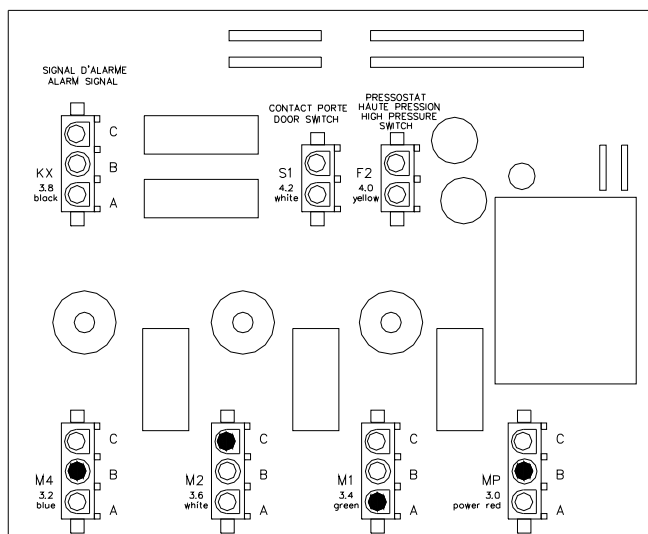 SIGNAL D'ALARME
ALARM SIGNAL
CONTACT PORTE
DOOR SWITCH
PRESSOSTAT
HAUTE PRESSION
HIGH PRESSURE
SWITCH
C
KX
B
3.8
black
A
S1
4.2
white
F2
4.0
yellow
C
M4
B
3.2
blue
A
C
M2
B
3.6
white
A
C
M1
B
3.4
green
A
C
MP
B
3.0
power red
A